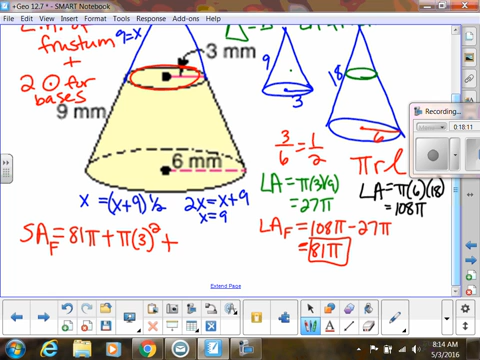 +Geo 12.7* - SMART Notebook
File Edit View Insert Format Tools Add-ons Help
L.A. of
frustum
+
2 ⊙ for
bases
9=x
3 mm
r
9 mm
6 mm
9
3
18
6
3/6 = 1/2
πrl
x = (x+9) 1/2
2x = x+9
x=9
LA = π(3)(9)
= 27π
LA = π(6)(18)
= 108π
SA_F = 81π + π(3)² +
LA_F = 108π - 27π
= 81π
Extend Page
Recording...
18:11
8:14 AM
5/3/2016